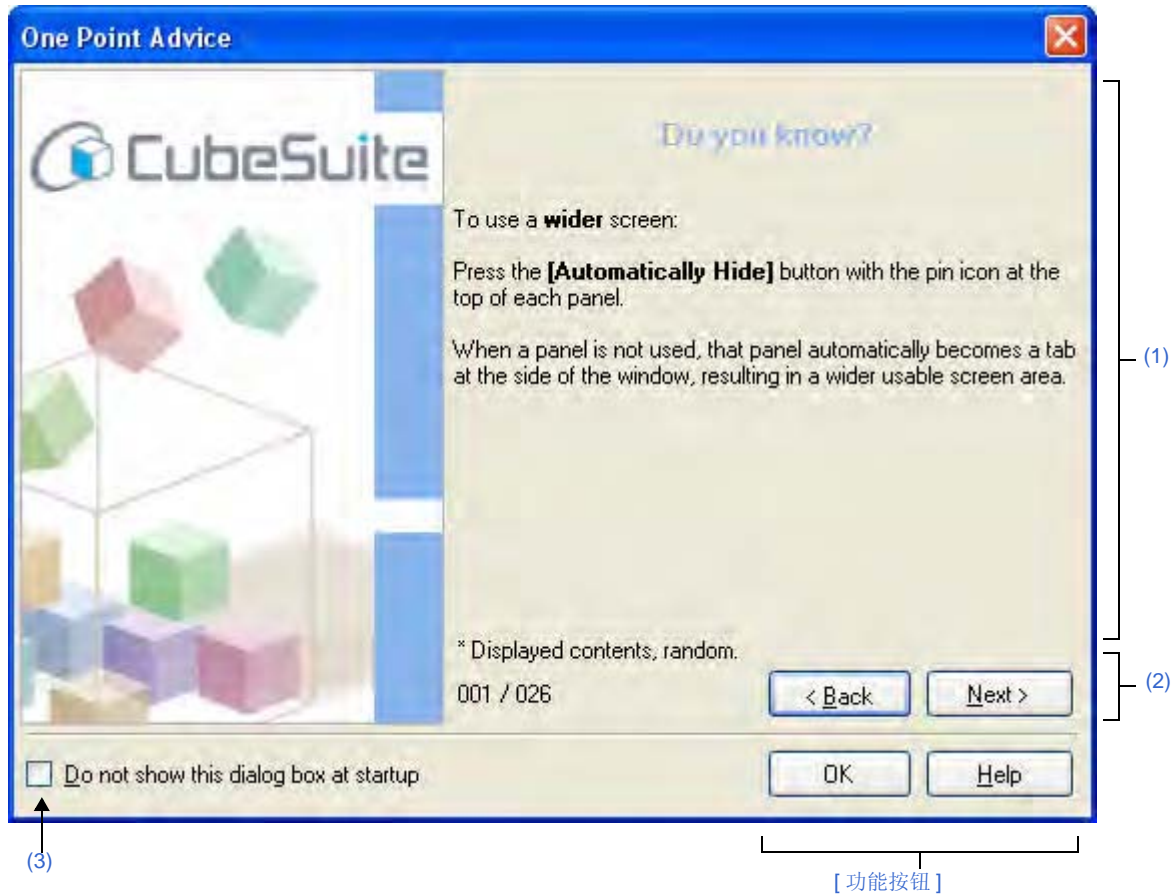 One Point Advice
CubeSuite
Do you know?
To use a wider screen:
Press the [Automatically Hide] button with the pin icon at the
top of each panel.
When a panel is not used, that panel automatically becomes a tab
at the side of the window, resulting in a wider usable screen area.
(1)
* Displayed contents, random.
001 / 026
< Back
Next >
(2)
Do not show this dialog box at startup
OK
Help
(3)
[ 功能按钮 ]